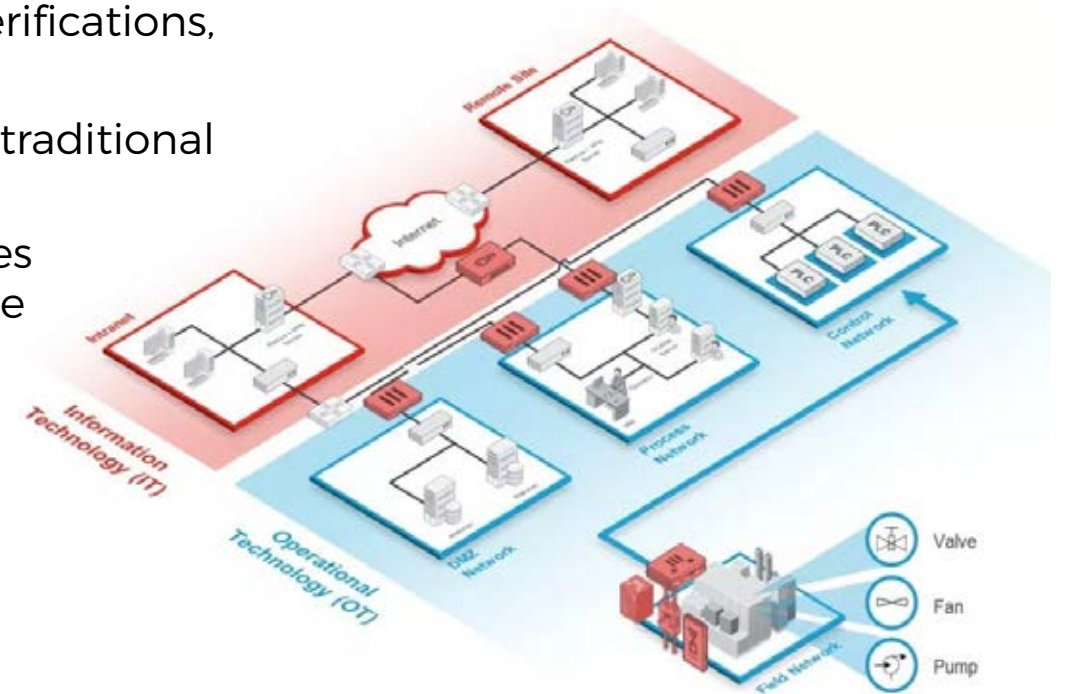 erifications,
traditional
es
e
Remote Site
Internet
Intranet
Information
Technology (IT)
PLC
PLC
PLC
Control
Network
Process
Network
Operational
Technology (OT)
DMZ
Network
Valve
Fan
Pump
Field Network